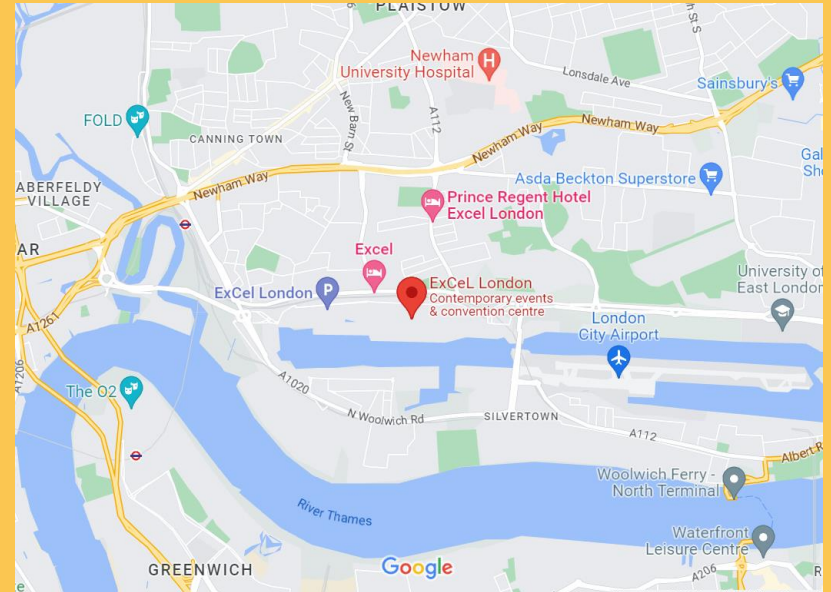 PLAISTOW
Newham
University Hospital
H
Lonsdale Ave
Sainsbury's
New Barn St
A112
FOLD
CANNING TOWN
Newham Way
Newham Way
Newham Way
Asda Beckton Superstore
ABERFELDY
VILLAGE
Prince Regent Hotel
Excel London
AR
Excel
ExCel London
P
ExCeL London
Contemporary events
& convention centre
University of
East London
London
City Airport
A1261
A1206
The O2
A1020
N Woolwich Rd
SILVERTOWN
A112
Albert R
Woolwich Ferry -
North Terminal
River Thames
Waterfront
Leisure Centre
GREENWICH
Google
A206